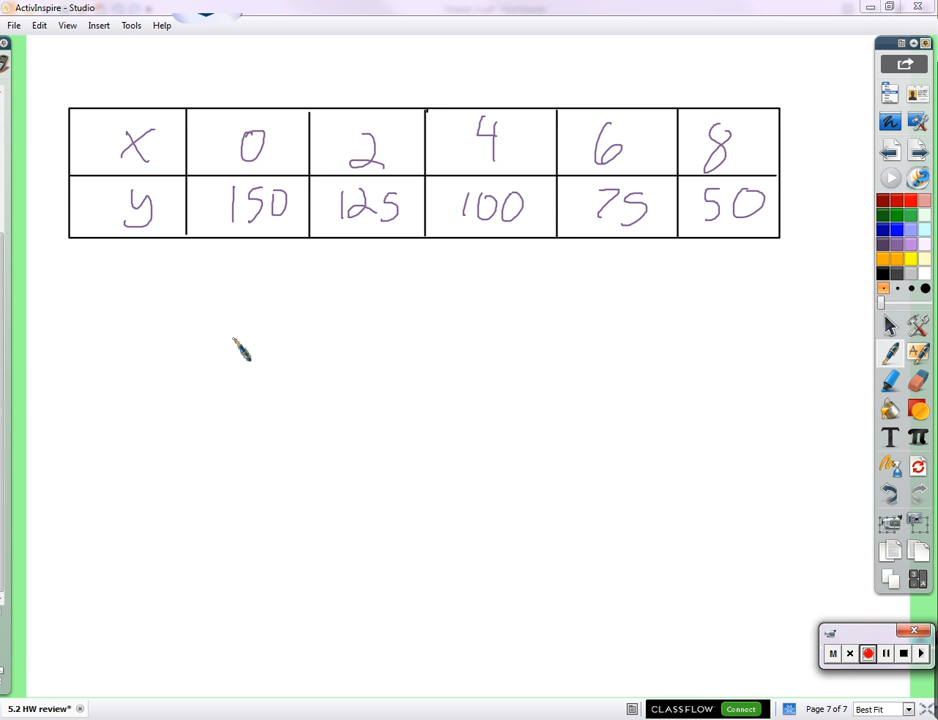 ActivInspire - Studio
File Edit View Insert Tools Help
x 0 2 4 6 8
y 150 125 100 75 50
M
5.2 HW review*
CLASSFLOW Connect
Page 7 of 7
Best Fit